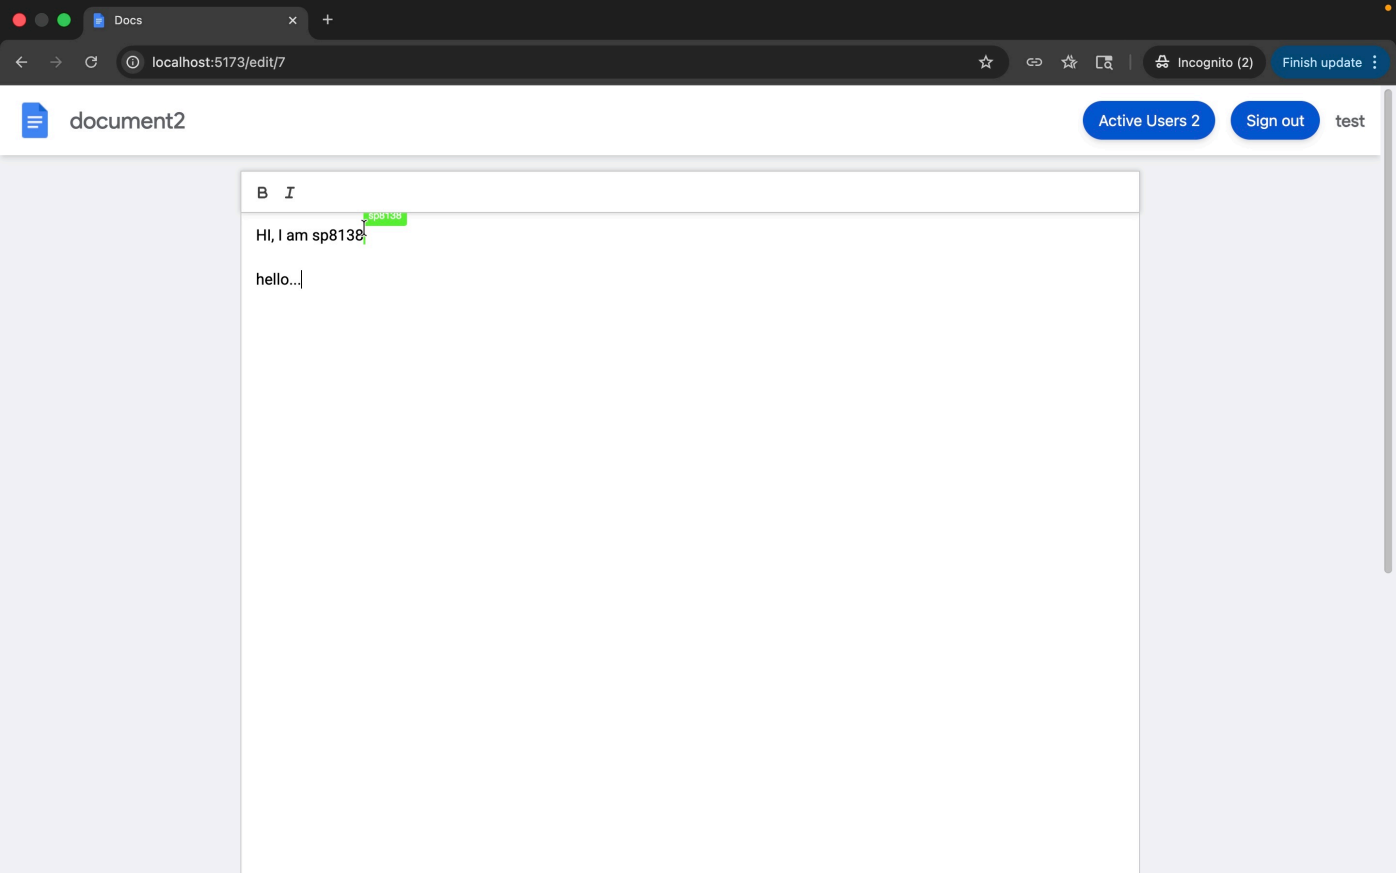 Docs
localhost:5173/edit/7
Incognito (2)
Finish update
document2
Active Users 2
Sign out
test
B I
sp8138
HI, I am sp8138
hello...